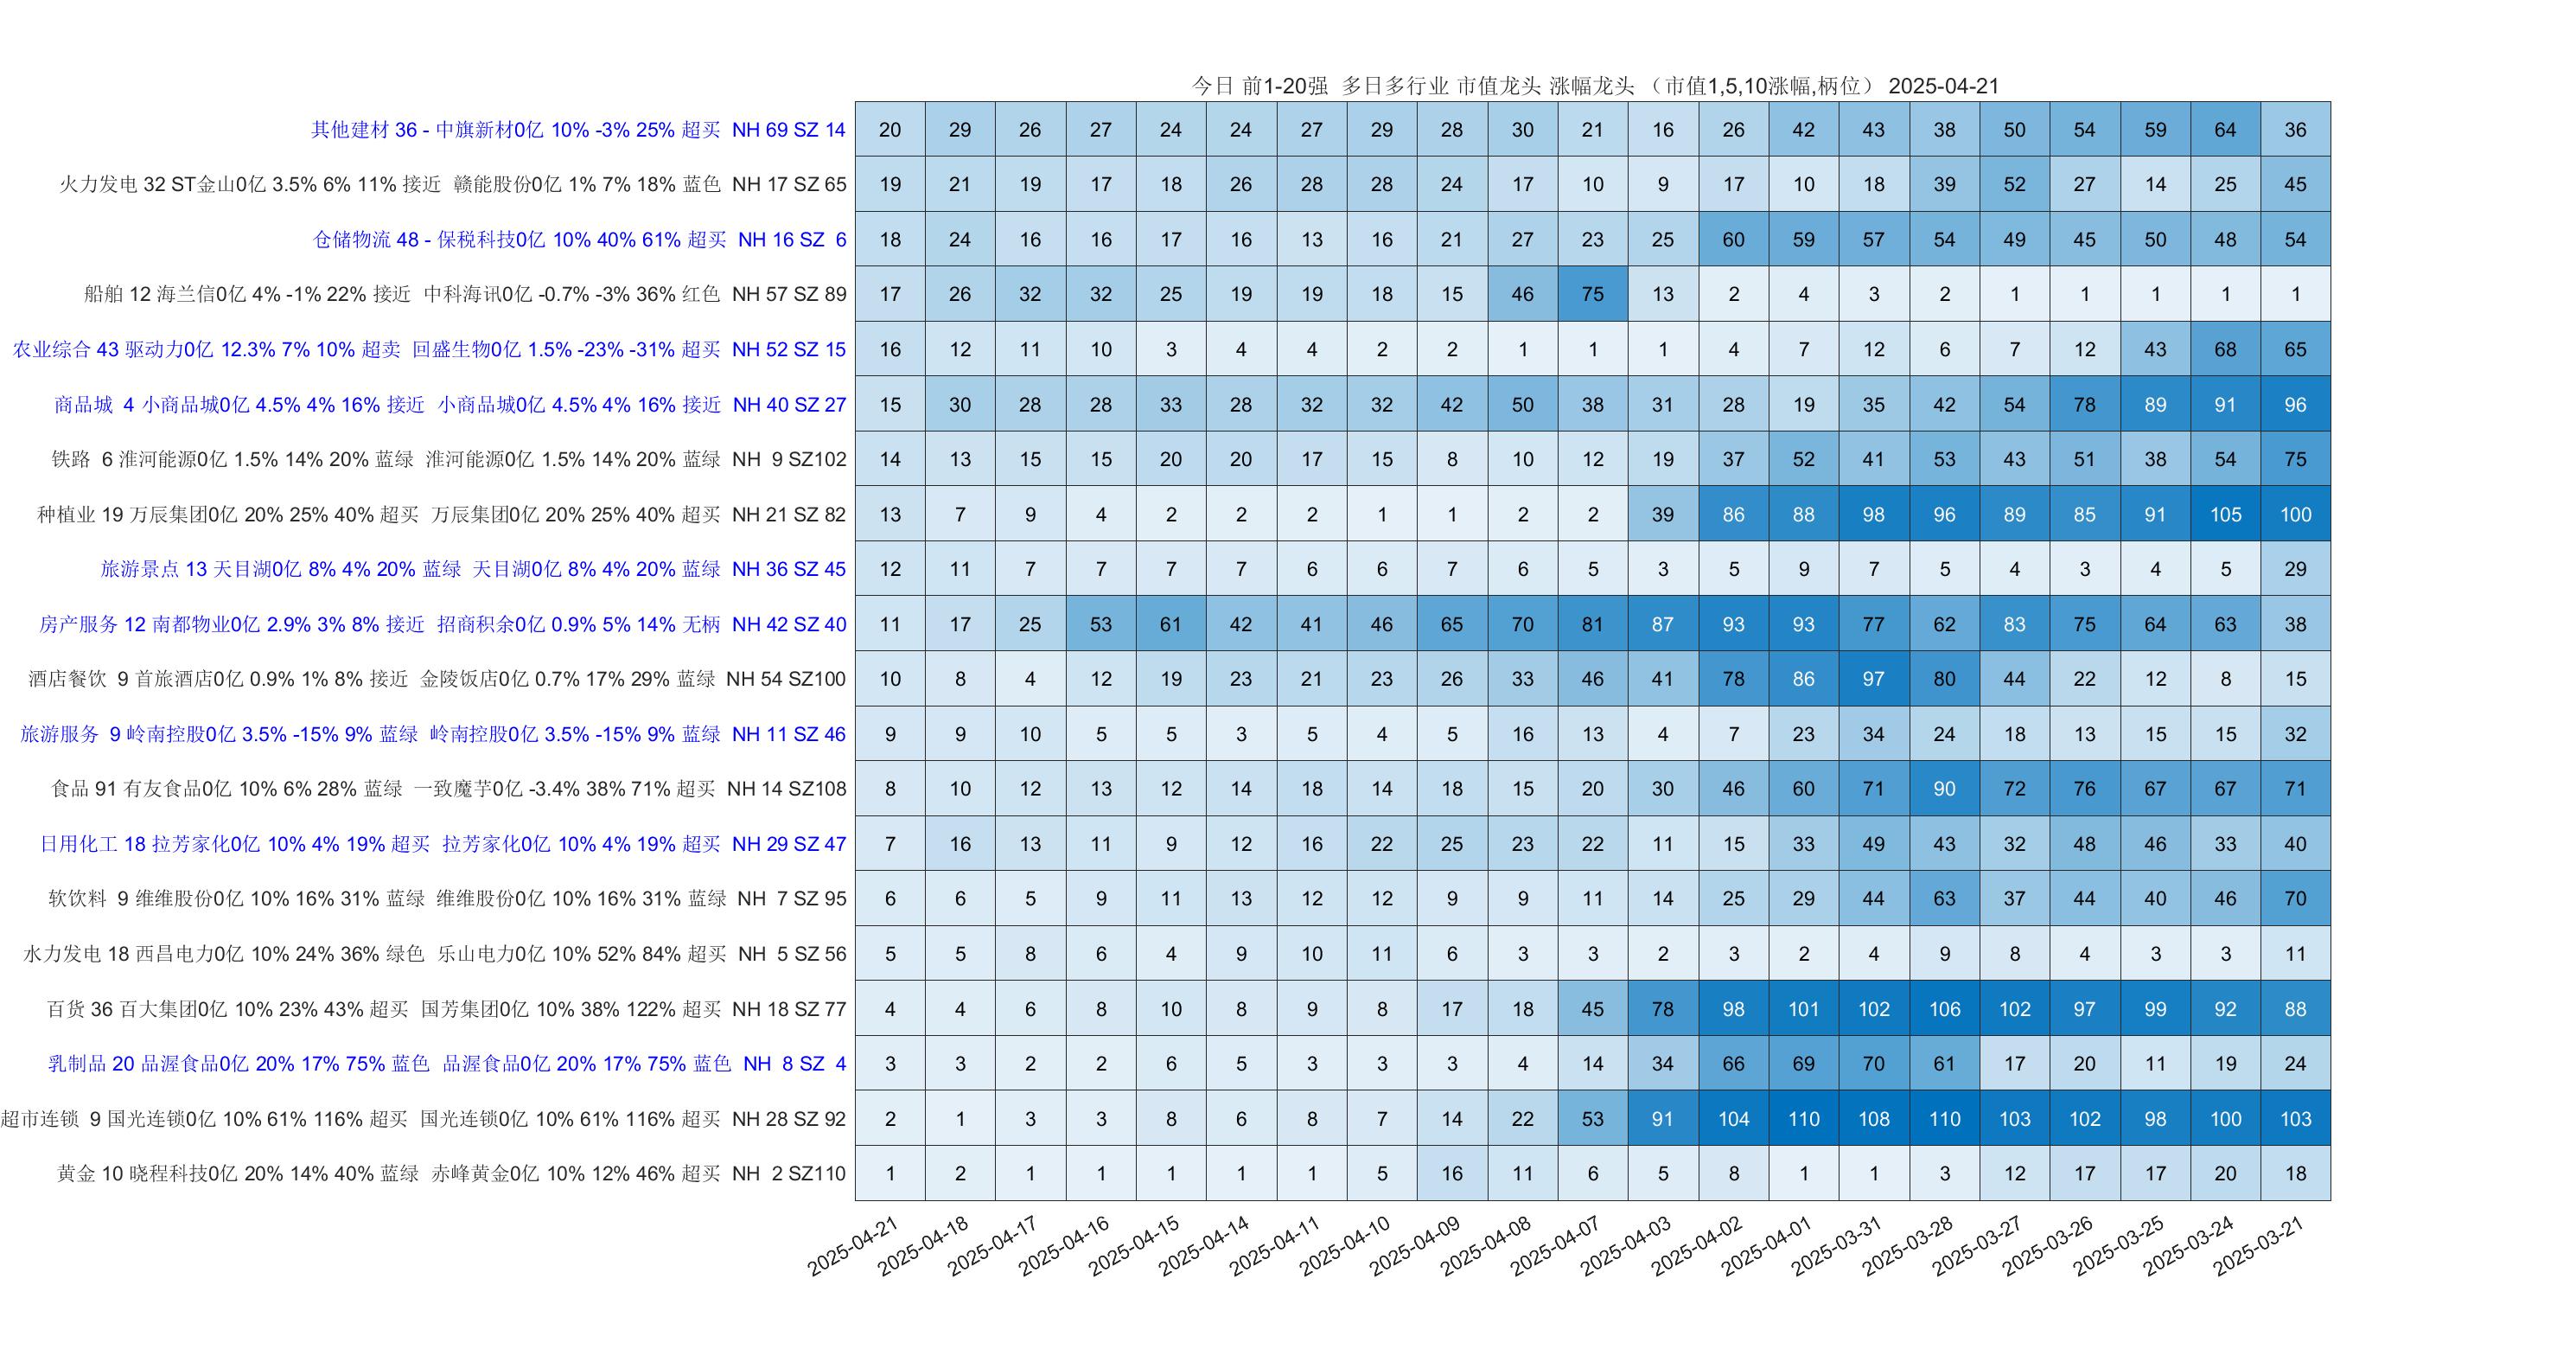 今日 前1-20强 多日多行业 市值龙头 涨幅龙头 （市值1,5,10涨幅,柄位） 2025-04-21
其他建材 36 - 中旗新材0亿 10% -3% 25% 超买 NH 69 SZ 14 20 29 26 27 24 24 27 29 28 30 21 16 26 42 43 38 50 54 59 64 36
火力发电 32 ST金山0亿 3.5% 6% 11% 接近 赣能股份0亿 1% 7% 18% 蓝色 NH 17 SZ 65 19 21 19 17 18 26 28 28 24 17 10 9 17 10 18 39 52 27 14 25 45
仓储物流 48 - 保税科技0亿 10% 40% 61% 超买 NH 16 SZ 6 18 24 16 16 17 16 13 16 21 27 23 25 60 59 57 54 49 45 50 48 54
船舶 12 海兰信0亿 4% -1% 22% 接近 中科海讯0亿 -0.7% -3% 36% 红色 NH 57 SZ 89 17 26 32 32 25 19 19 18 15 46 75 13 2 4 3 2 1 1 1 1 1
农业综合 43 驱动力0亿 12.3% 7% 10% 超卖 回盛生物0亿 1.5% -23% -31% 超买 NH 52 SZ 15 16 12 11 10 3 4 4 2 2 1 1 1 4 7 12 6 7 12 43 68 65
商品城 4 小商品城0亿 4.5% 4% 16% 接近 小商品城0亿 4.5% 4% 16% 接近 NH 40 SZ 27 15 30 28 28 33 28 32 32 42 50 38 31 28 19 35 42 54 78 89 91 96
铁路 6 淮河能源0亿 1.5% 14% 20% 蓝绿 淮河能源0亿 1.5% 14% 20% 蓝绿 NH 9 SZ102 14 13 15 15 20 20 17 15 8 10 12 19 37 52 41 53 43 51 38 54 75
种植业 19 万辰集团0亿 20% 25% 40% 超买 万辰集团0亿 20% 25% 40% 超买 NH 21 SZ 82 13 7 9 4 2 2 2 1 1 2 2 39 86 88 98 96 89 85 91 105 100
旅游景点 13 天目湖0亿 8% 4% 20% 蓝绿 天目湖0亿 8% 4% 20% 蓝绿 NH 36 SZ 45 12 11 7 7 7 7 6 6 7 6 5 3 5 9 7 5 4 3 4 5 29
房产服务 12 南都物业0亿 2.9% 3% 8% 接近 招商积余0亿 0.9% 5% 14% 无柄 NH 42 SZ 40 11 17 25 53 61 42 41 46 65 70 81 87 93 93 77 62 83 75 64 63 38
酒店餐饮 9 首旅酒店0亿 0.9% 1% 8% 接近 金陵饭店0亿 0.7% 17% 29% 蓝绿 NH 54 SZ100 10 8 4 12 19 23 21 23 26 33 46 41 78 86 97 80 44 22 12 8 15
旅游服务 9 岭南控股0亿 3.5% -15% 9% 蓝绿 岭南控股0亿 3.5% -15% 9% 蓝绿 NH 11 SZ 46 9 9 10 5 5 3 5 4 5 16 13 4 7 23 34 24 18 13 15 15 32
食品 91 有友食品0亿 10% 6% 28% 蓝绿 一致魔芋0亿 -3.4% 38% 71% 超买 NH 14 SZ108 8 10 12 13 12 14 18 14 18 15 20 30 46 60 71 90 72 76 67 67 71
日用化工 18 拉芳家化0亿 10% 4% 19% 超买 拉芳家化0亿 10% 4% 19% 超买 NH 29 SZ 47 7 16 13 11 9 12 16 22 25 23 22 11 15 33 49 43 32 48 46 33 40
软饮料 9 维维股份0亿 10% 16% 31% 蓝绿 维维股份0亿 10% 16% 31% 蓝绿 NH 7 SZ 95 6 6 5 9 11 13 12 12 9 9 11 14 25 29 44 63 37 44 40 46 70
水力发电 18 西昌电力0亿 10% 24% 36% 绿色 乐山电力0亿 10% 52% 84% 超买 NH 5 SZ 56 5 5 8 6 4 9 10 11 6 3 3 2 3 2 4 9 8 4 3 3 11
百货 36 百大集团0亿 10% 23% 43% 超买 国芳集团0亿 10% 38% 122% 超买 NH 18 SZ 77 4 4 6 8 10 8 9 8 17 18 45 78 98 101 102 106 102 97 99 92 88
乳制品 20 品渥食品0亿 20% 17% 75% 蓝色 品渥食品0亿 20% 17% 75% 蓝色 NH 8 SZ 4 3 3 2 2 6 5 3 3 3 4 14 34 66 69 70 61 17 20 11 19 24
超市连锁 9 国光连锁0亿 10% 61% 116% 超买 国光连锁0亿 10% 61% 116% 超买 NH 28 SZ 92 2 1 3 3 8 6 8 7 14 22 53 91 104 110 108 110 103 102 98 100 103
黄金 10 晓程科技0亿 20% 14% 40% 蓝绿 赤峰黄金0亿 10% 12% 46% 超买 NH 2 SZ110 1 2 1 1 1 1 1 5 16 11 6 5 8 1 1 3 12 17 17 20 18
2025-04-21 2025-04-18 2025-04-17 2025-04-16 2025-04-15 2025-04-14 2025-04-11 2025-04-10 2025-04-09 2025-04-08 2025-04-07 2025-04-03 2025-04-02 2025-04-01 2025-03-31 2025-03-28 2025-03-27 2025-03-26 2025-03-25 2025-03-24 2025-03-21